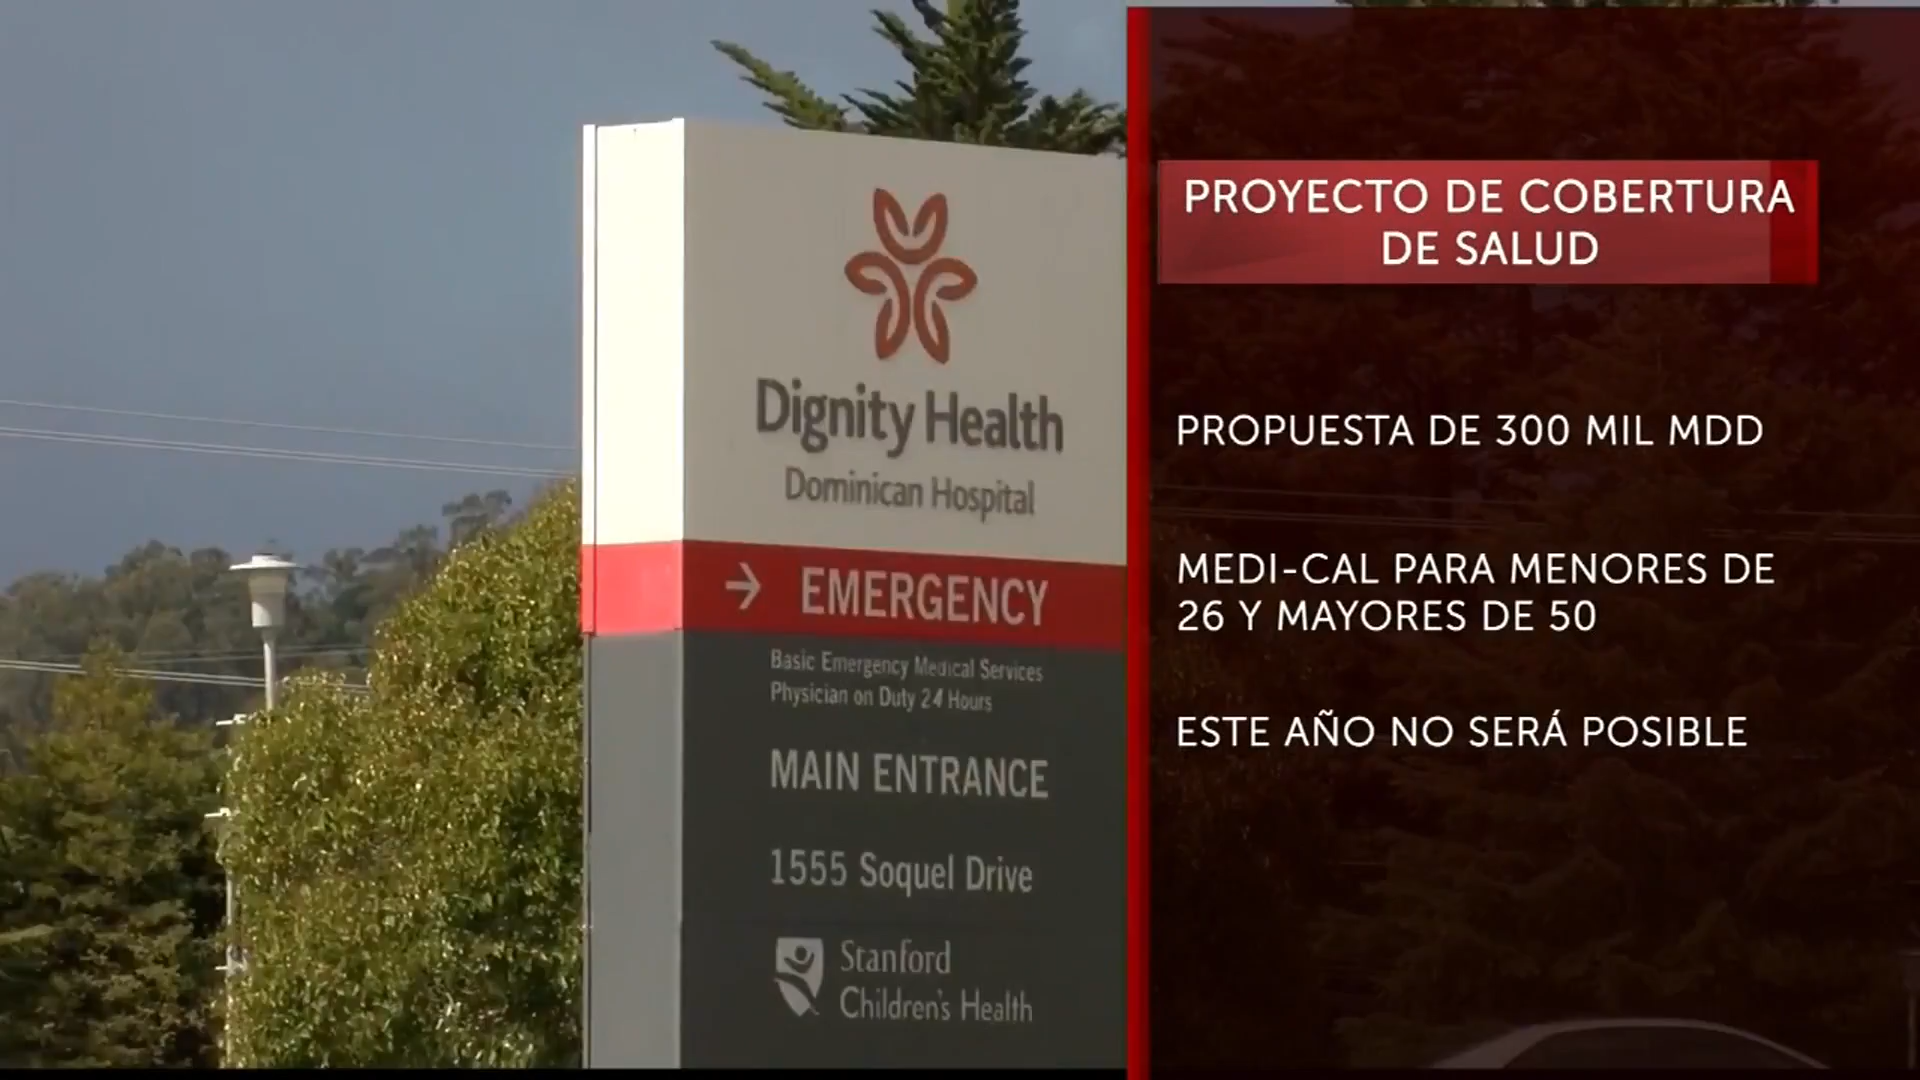 Dignity Health
Dominican Hospital
→ EMERGENCY
Basic Emergency Medical Services
Physician on Duty 24 Hours
MAIN ENTRANCE
1555 Soquel Drive
Stanford
Children's Health
PROYECTO DE COBERTURA
DE SALUD
PROPUESTA DE 300 MIL MDD
MEDI-CAL PARA MENORES DE
26 Y MAYORES DE 50
ESTE AÑO NO SERÁ POSIBLE